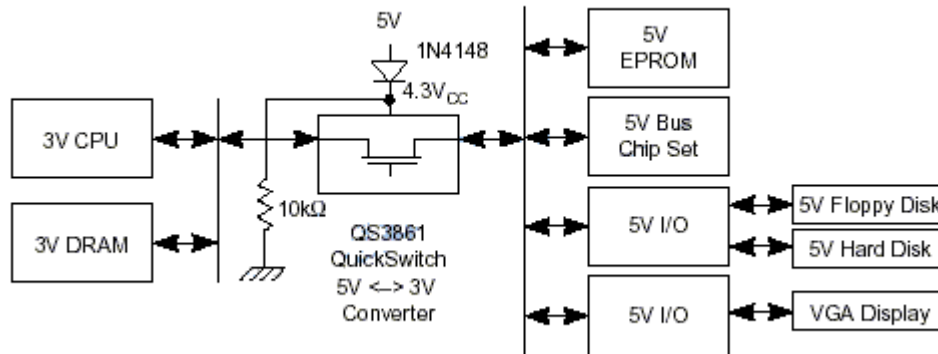 5V
1N4148
4.3VCC
3V CPU
3V DRAM
10kΩ
QS3861
QuickSwitch
5V <--> 3V
Converter
5V
EPROM
5V Bus
Chip Set
5V I/O
5V Floppy Disk
5V Hard Disk
5V I/O
VGA Display